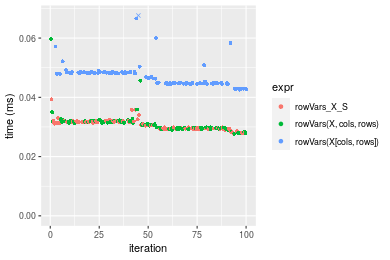 0.06
0.04
0.02
0.00
0
25
50
75
100
time (ms)
iteration
expr
rowVars_X_S
rowVars(X, cols, rows)
rowVars(X[cols, rows])